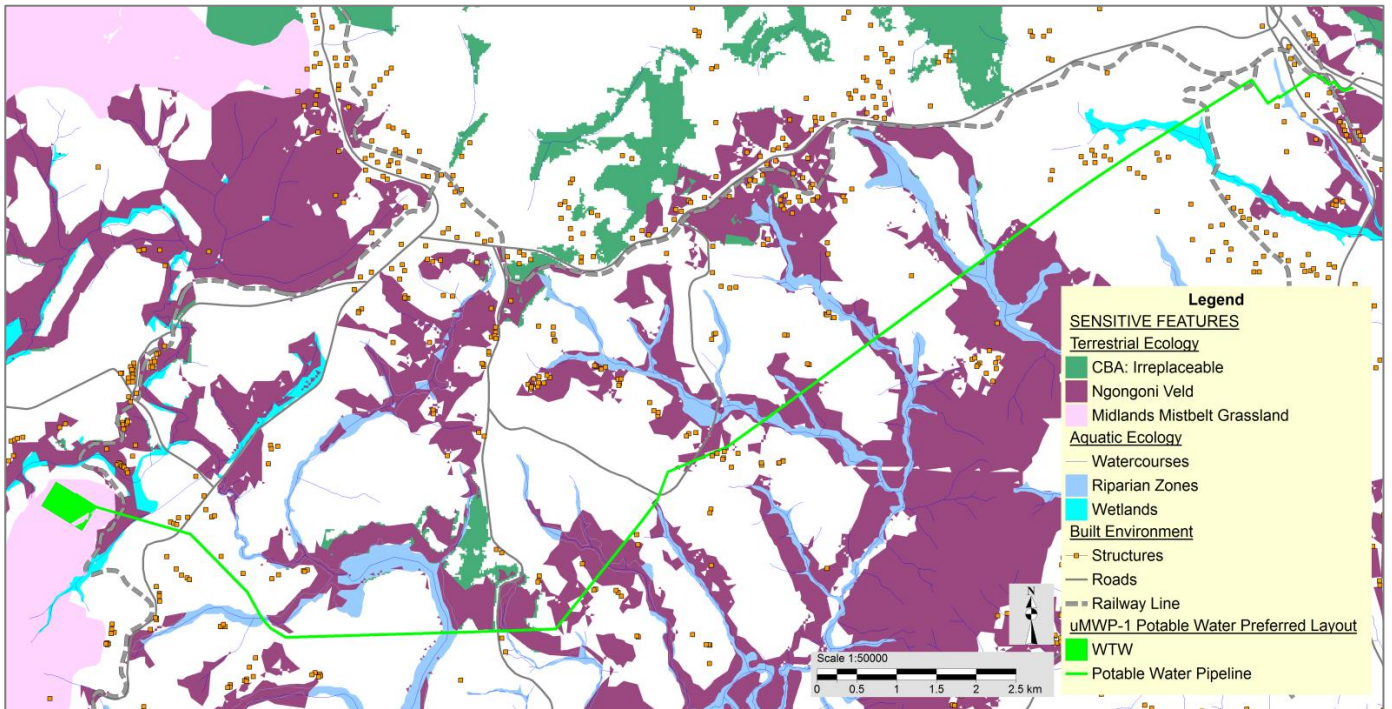 Legend
SENSITIVE FEATURES
Terrestrial Ecology
CBA: Irreplaceable
Ngongoni Veld
Midlands Mistbelt Grassland
Aquatic Ecology
Watercourses
Riparian Zones
Wetlands
Built Environment
Structures
Roads
Railway Line
uMWP-1 Potable Water Preferred Layout
WTW
Potable Water Pipeline
N
Scale 1:50000
0 0.5 1 1.5 2 2.5 km